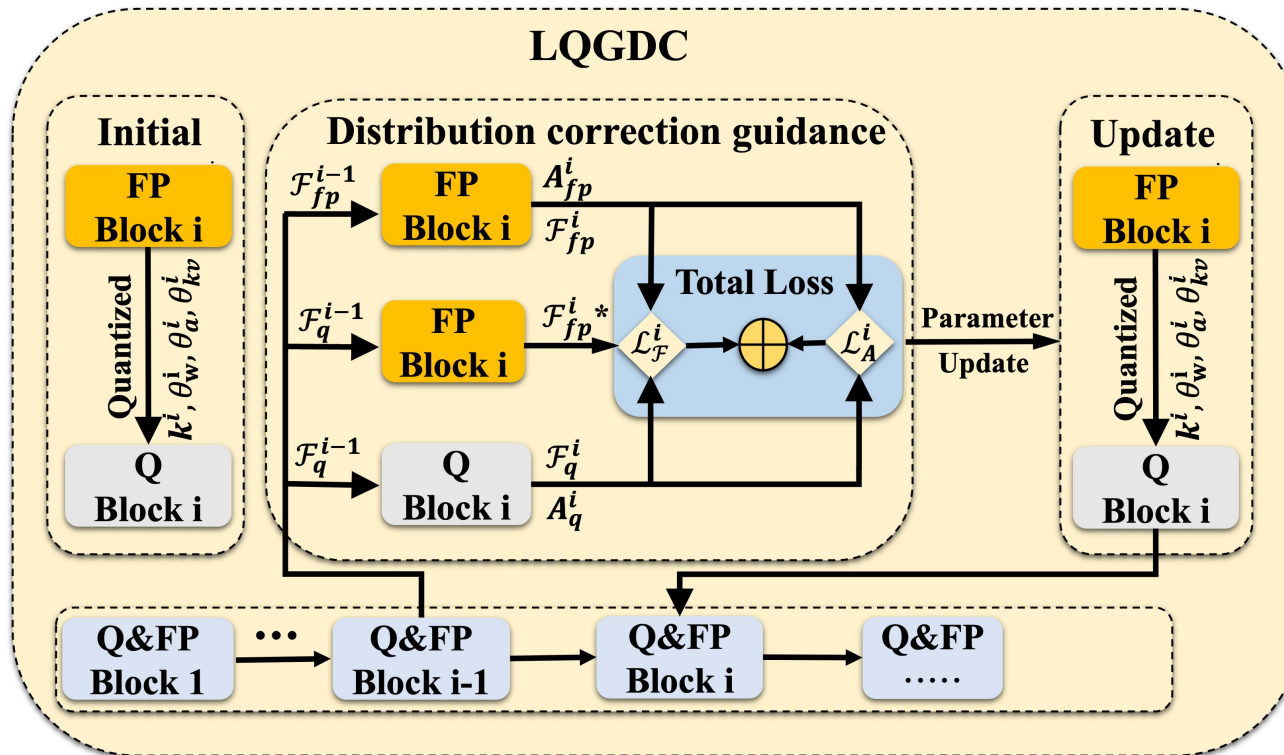 LQGDC
Initial
FP
Block i
Quantized
k^i, θ_w^i, θ_a^i, θ_kv^i
Q
Block i
Distribution correction guidance
ℱ_fp^{i-1}
FP
Block i
A_fp^i
ℱ_fp^i
ℱ_q^{i-1}
FP
Block i
ℱ_fp^i*
Total Loss
ℒ_ℱ^i
ℒ_A^i
ℱ_q^{i-1}
Q
Block i
ℱ_q^i
A_q^i
Parameter
Update
Update
FP
Block i
Quantized
k^i, θ_w^i, θ_a^i, θ_kv^i
Q
Block i
Q&FP
Block 1
...
Q&FP
Block i-1
Q&FP
Block i
Q&FP
.....